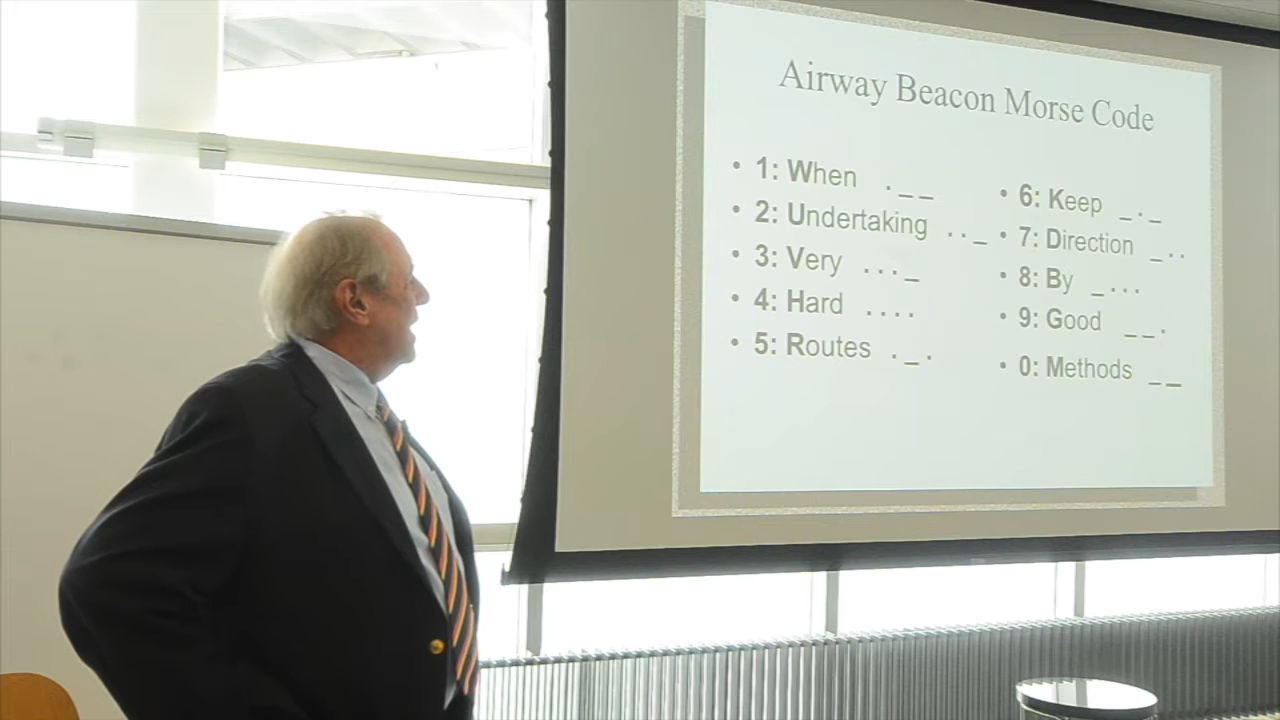 Airway Beacon Morse Code
• 1: When . _ _
• 2: Undertaking . . _
• 3: Very . . . _
• 4: Hard . . . .
• 5: Routes . _ .
• 6: Keep _ . _
• 7: Direction _ . .
• 8: By _ . . .
• 9: Good _ _ .
• 0: Methods _ _